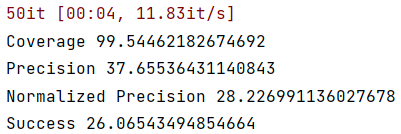 50it [00:04, 11.83it/s]
Coverage 99.54462182674692
Precision 37.65536431140843
Normalized Precision 28.226991136027678
Success 26.06543494854664